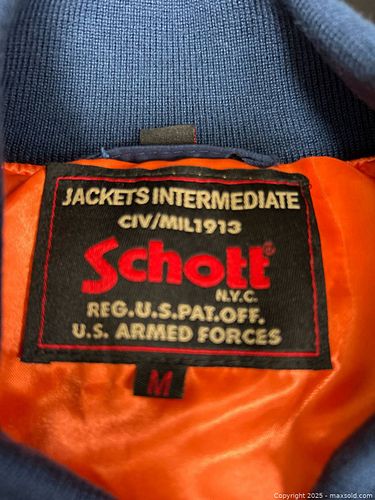 JACKETS INTERMEDIATE
CIV/MIL1913
Schott®
N.Y.C.
REG.U.S.PAT.OFF.
U.S. ARMED FORCES
M
Copyright © 2025 - maxsold.com